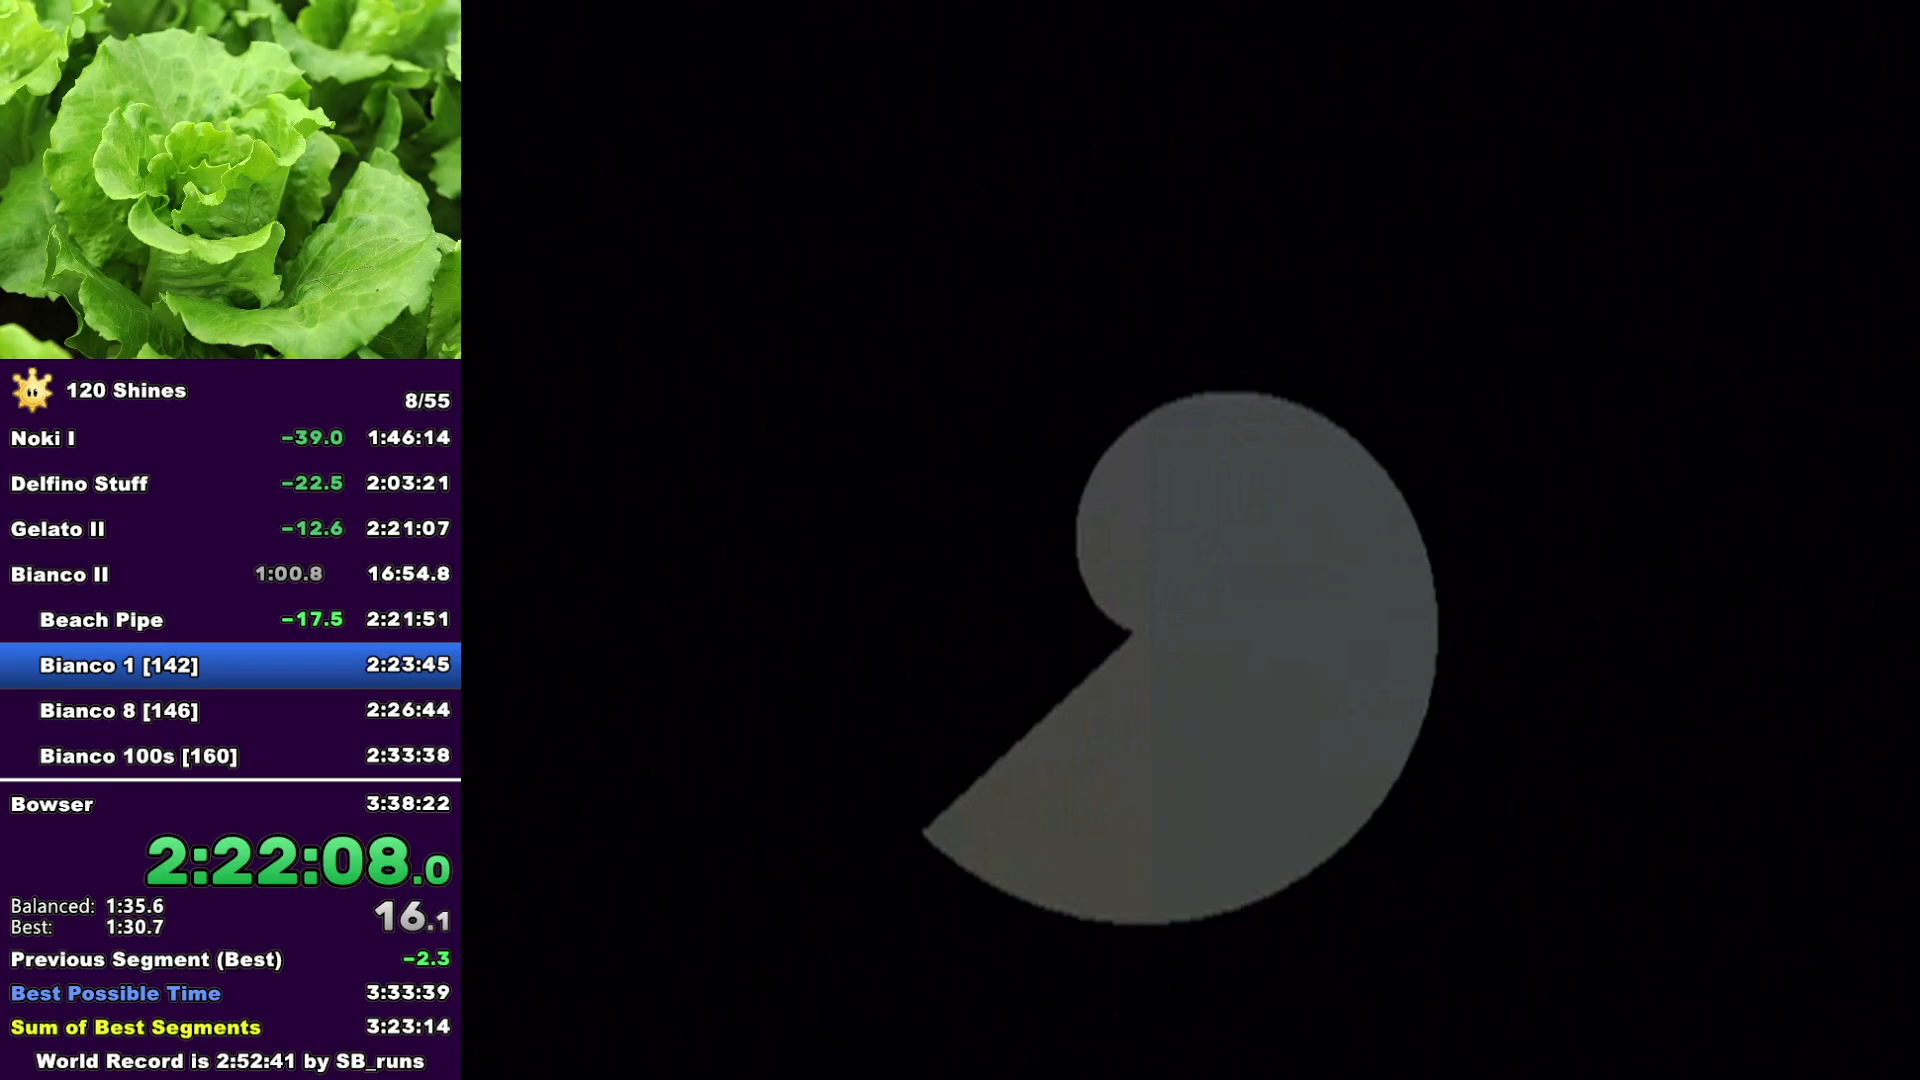 120 Shines
8/55
Noki I -39.0 1:46:14
Delfino Stuff -22.5 2:03:21
Gelato II -12.6 2:21:07
Bianco II 1:00.8 16:54.8
Beach Pipe -17.5 2:21:51
Bianco 1 [142] 2:23:45
Bianco 8 [146] 2:26:44
Bianco 100s [160] 2:33:38
Bowser 3:38:22
2:22:08.0
Balanced: 1:35.6
Best: 1:30.7
16.1
Previous Segment (Best) -2.3
Best Possible Time 3:33:39
Sum of Best Segments 3:23:14
World Record is 2:52:41 by SB_runs